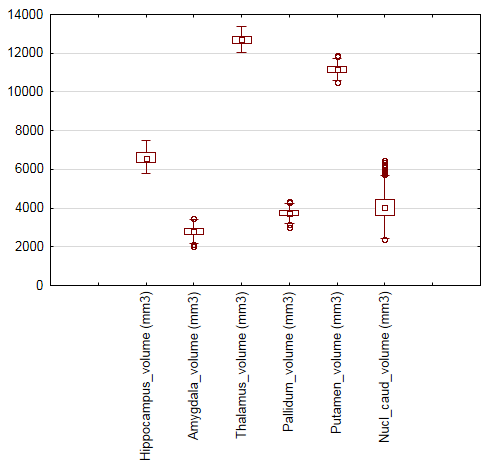 14000
12000
10000
8000
6000
4000
2000
0
Hippocampus_volume (mm3)
Amygdala_volume (mm3)
Thalamus_volume (mm3)
Pallidum_volume (mm3)
Putamen_volume (mm3)
Nucl_caud_volume (mm3)